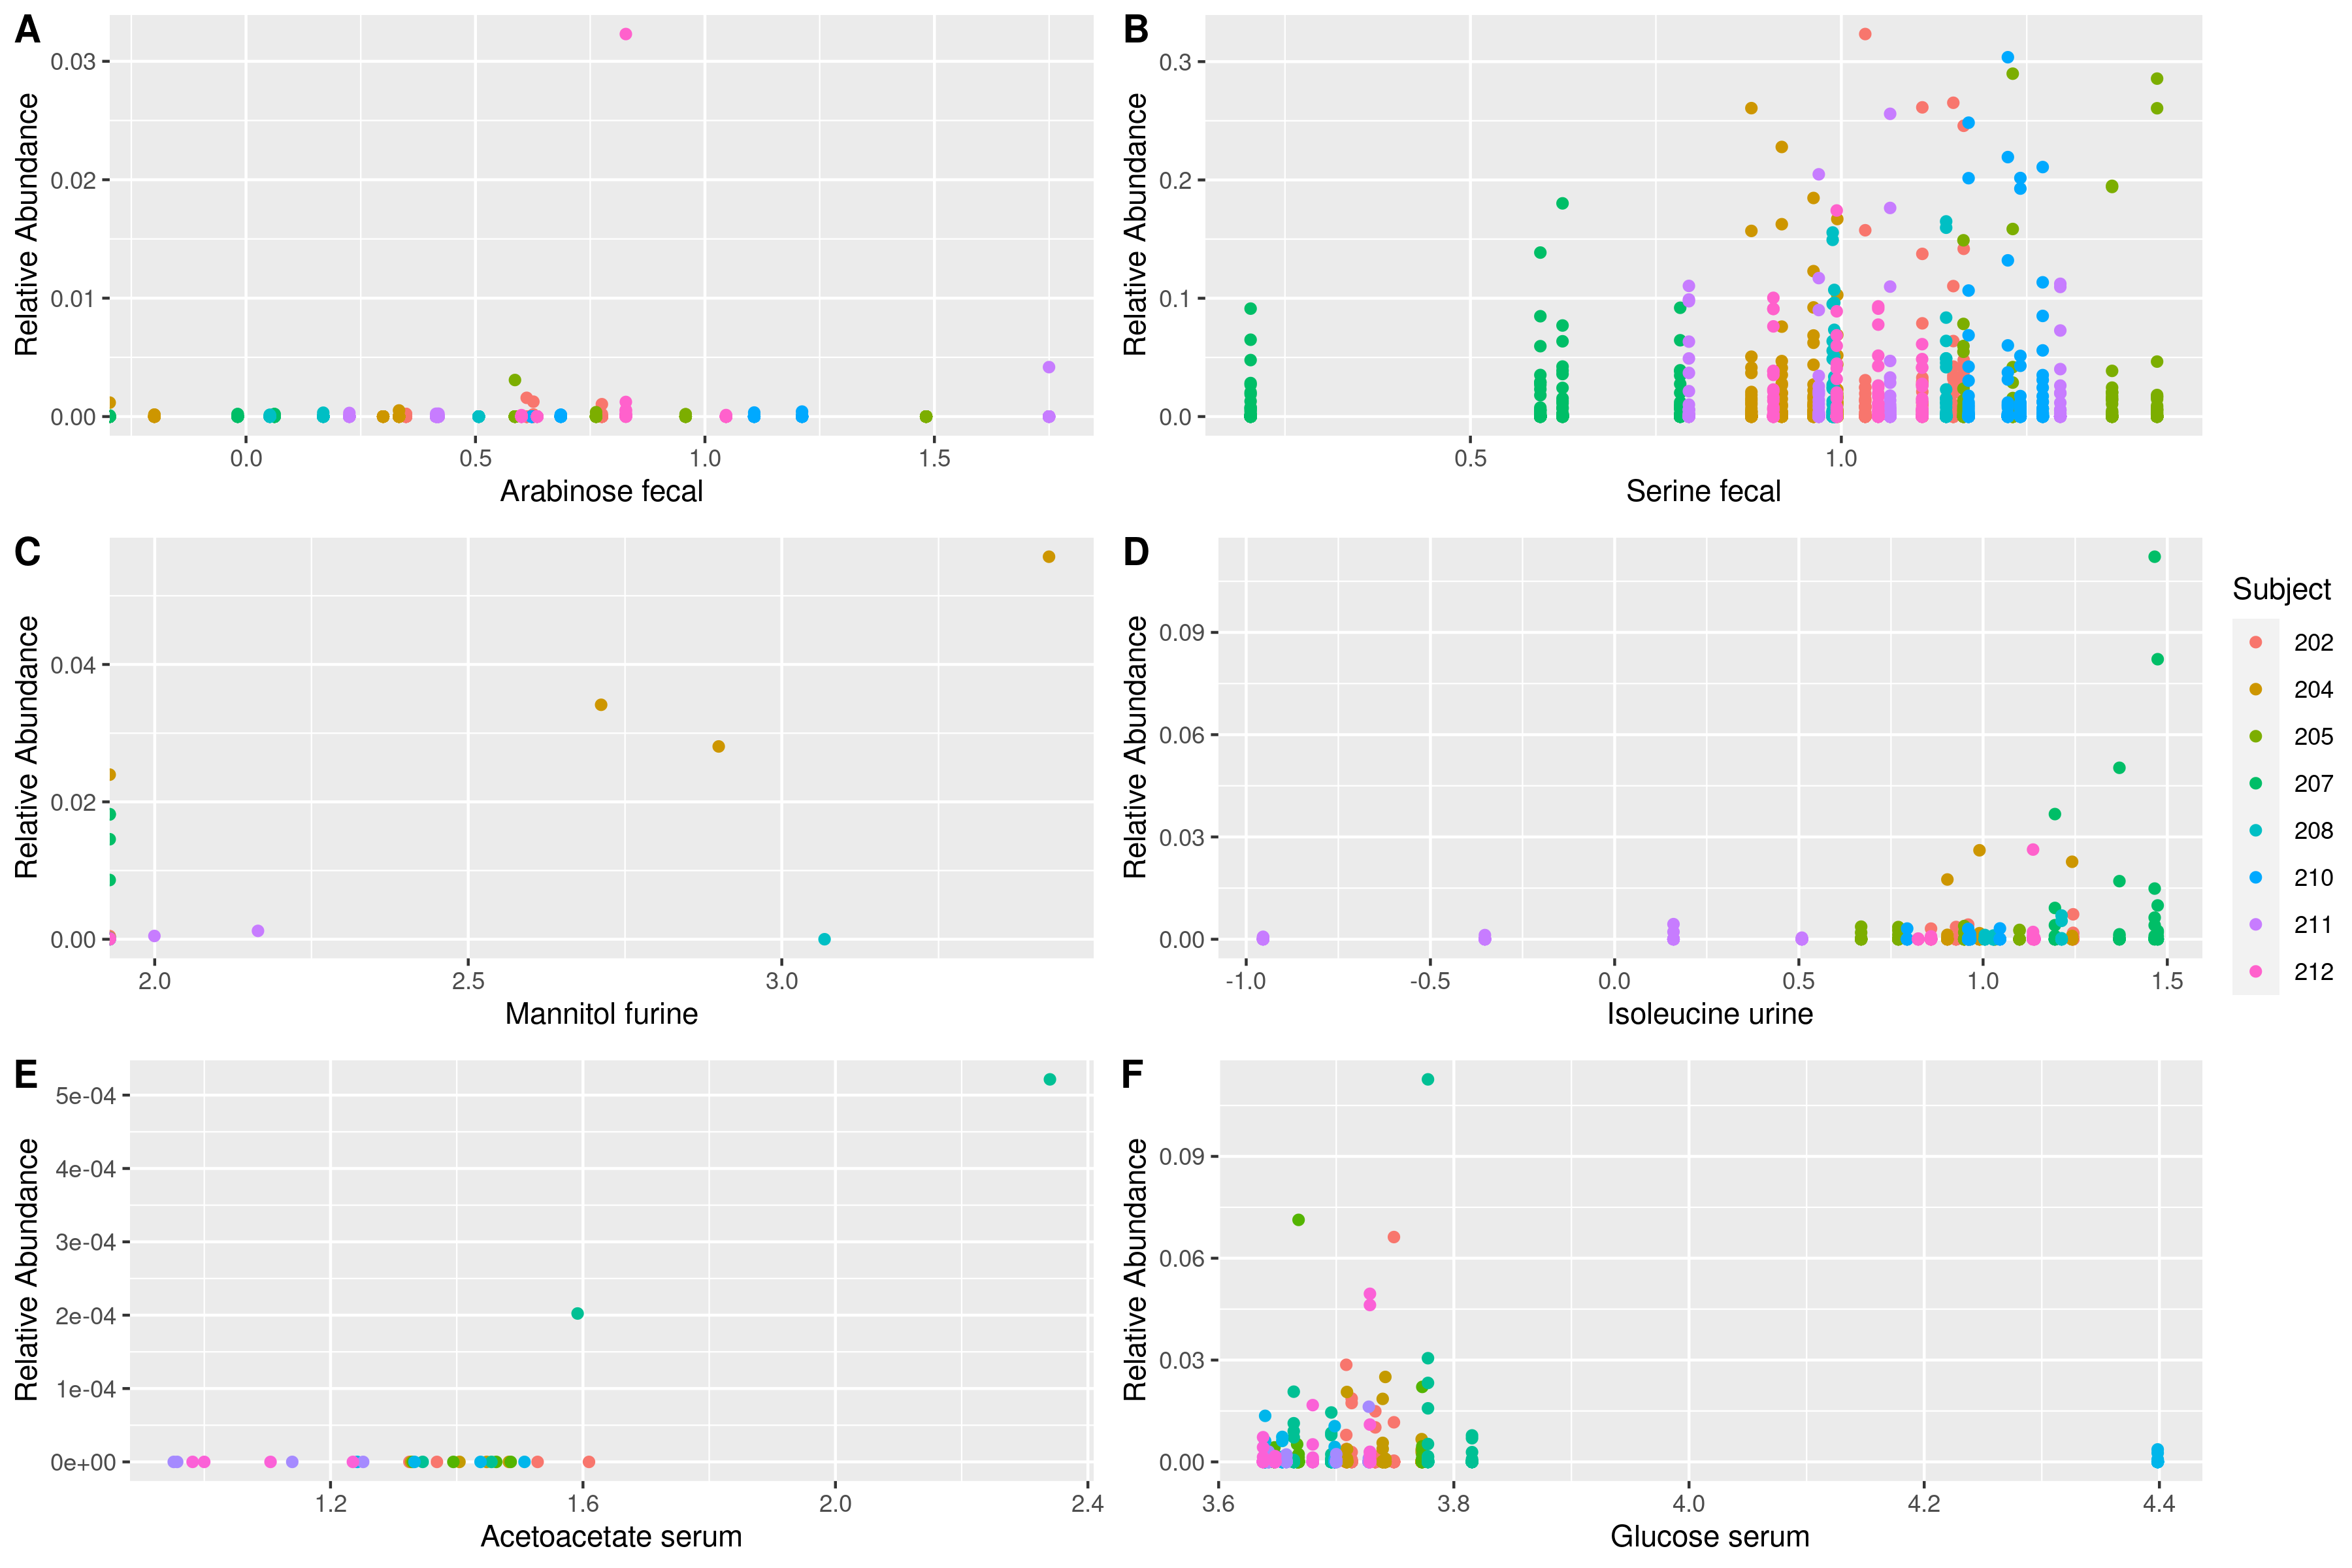 A
Relative Abundance
0.03
0.02
0.01
0.00
0.0 0.5 1.0 1.5
Arabinose fecal
B
Relative Abundance
0.3
0.2
0.1
0.0
0.5 1.0
Serine fecal
C
Relative Abundance
0.04
0.02
0.00
2.0 2.5 3.0
Mannitol furine
D
Relative Abundance
0.09
0.06
0.03
0.00
-1.0 -0.5 0.0 0.5 1.0 1.5
Isoleucine urine
Subject
202
204
205
207
208
210
211
212
E
Relative Abundance
5e-04
4e-04
3e-04
2e-04
1e-04
0e+00
1.2 1.6 2.0 2.4
Acetoacetate serum
F
Relative Abundance
0.09
0.06
0.03
0.00
3.6 3.8 4.0 4.2 4.4
Glucose serum